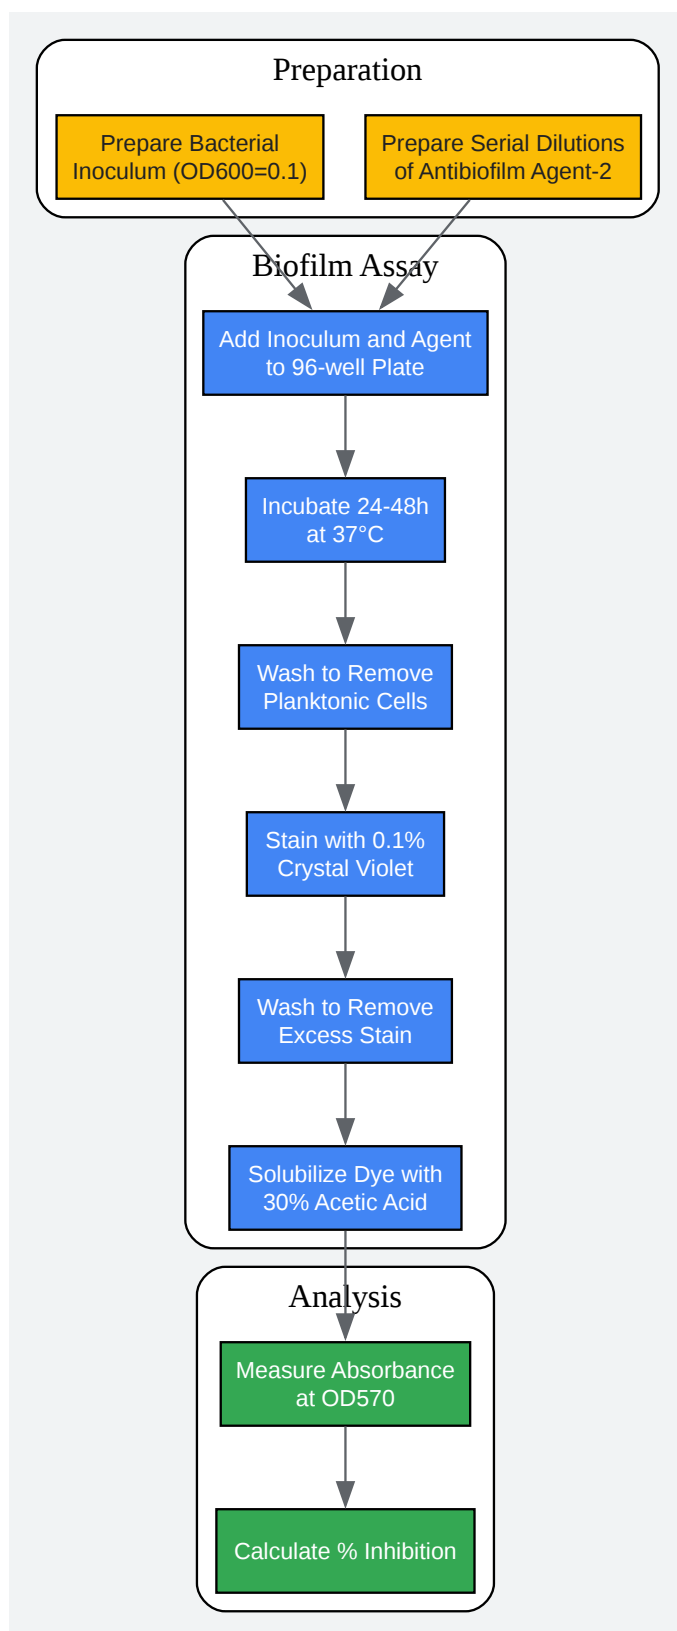 Preparation
Prepare Bacterial
Inoculum (OD600=0.1)
Prepare Serial Dilutions
of Antibiofilm Agent-2
Biofilm Assay
Add Inoculum and Agent
to 96-well Plate
Incubate 24-48h
at 37°C
Wash to Remove
Planktonic Cells
Stain with 0.1%
Crystal Violet
Wash to Remove
Excess Stain
Solubilize Dye with
30% Acetic Acid
Analysis
Measure Absorbance
at OD570
Calculate % Inhibition